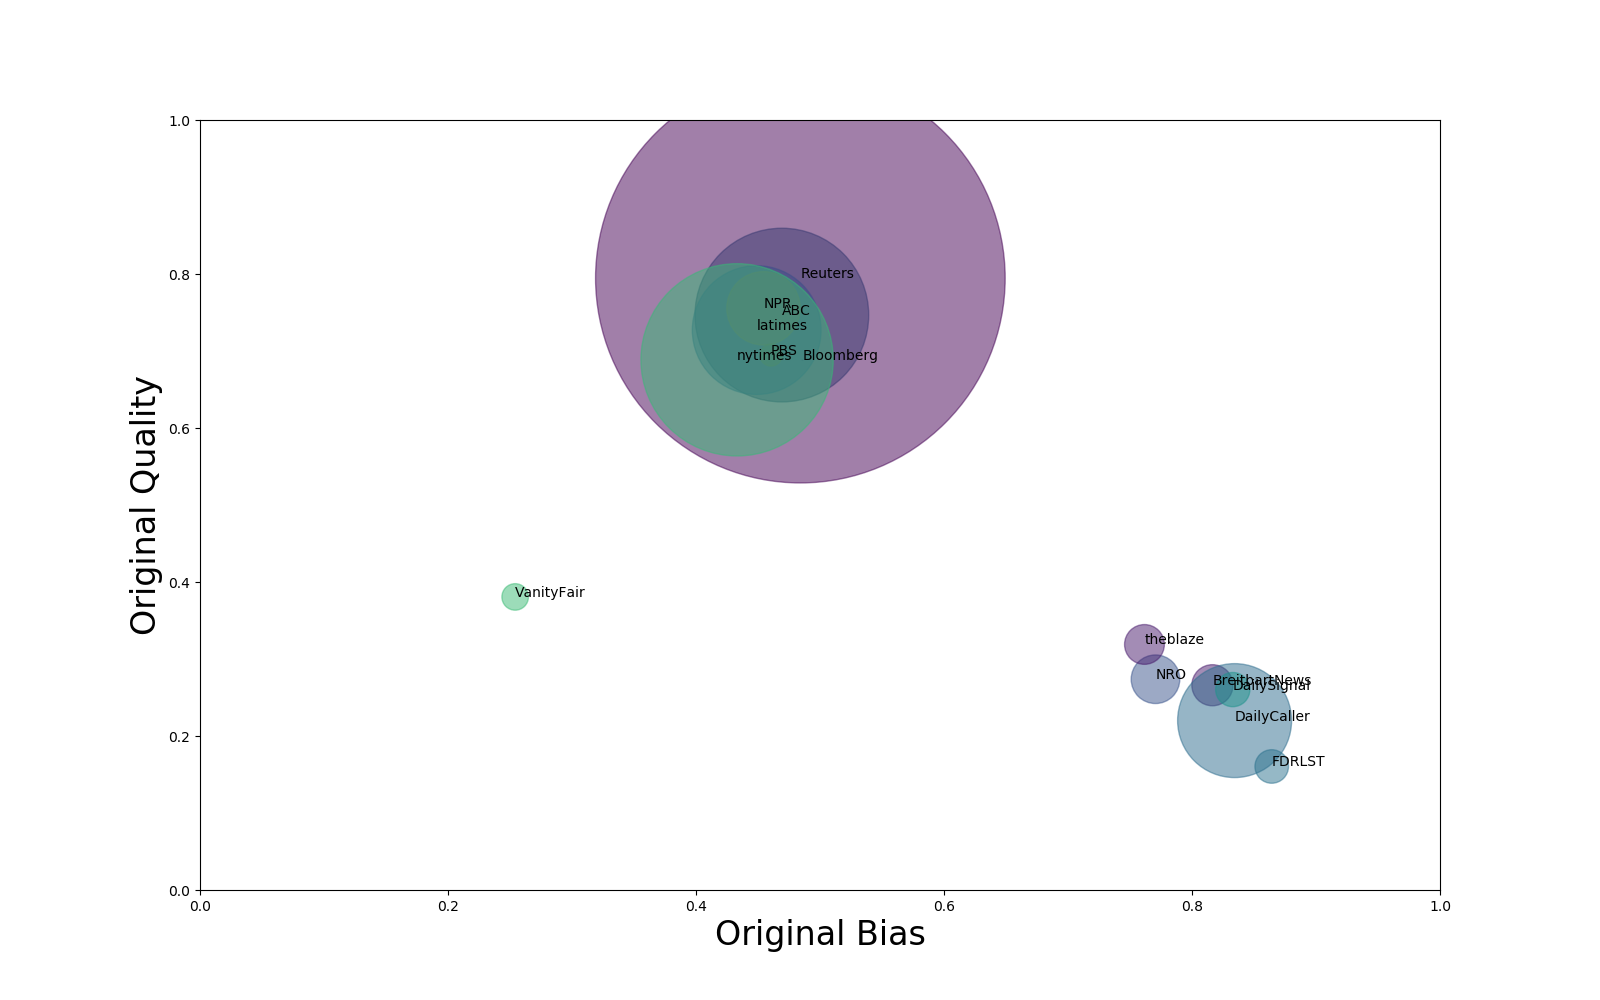 1.0
0.8
0.6
0.4
0.2
0.0
Original Quality
Reuters
NPR
ABC
latimes
PBS
nytimes
Bloomberg
VanityFair
theblaze
NRO
BreitbartNews
DailySignal
DailyCaller
FDRLST
0.0 0.2 0.4 0.6 0.8 1.0
Original Bias